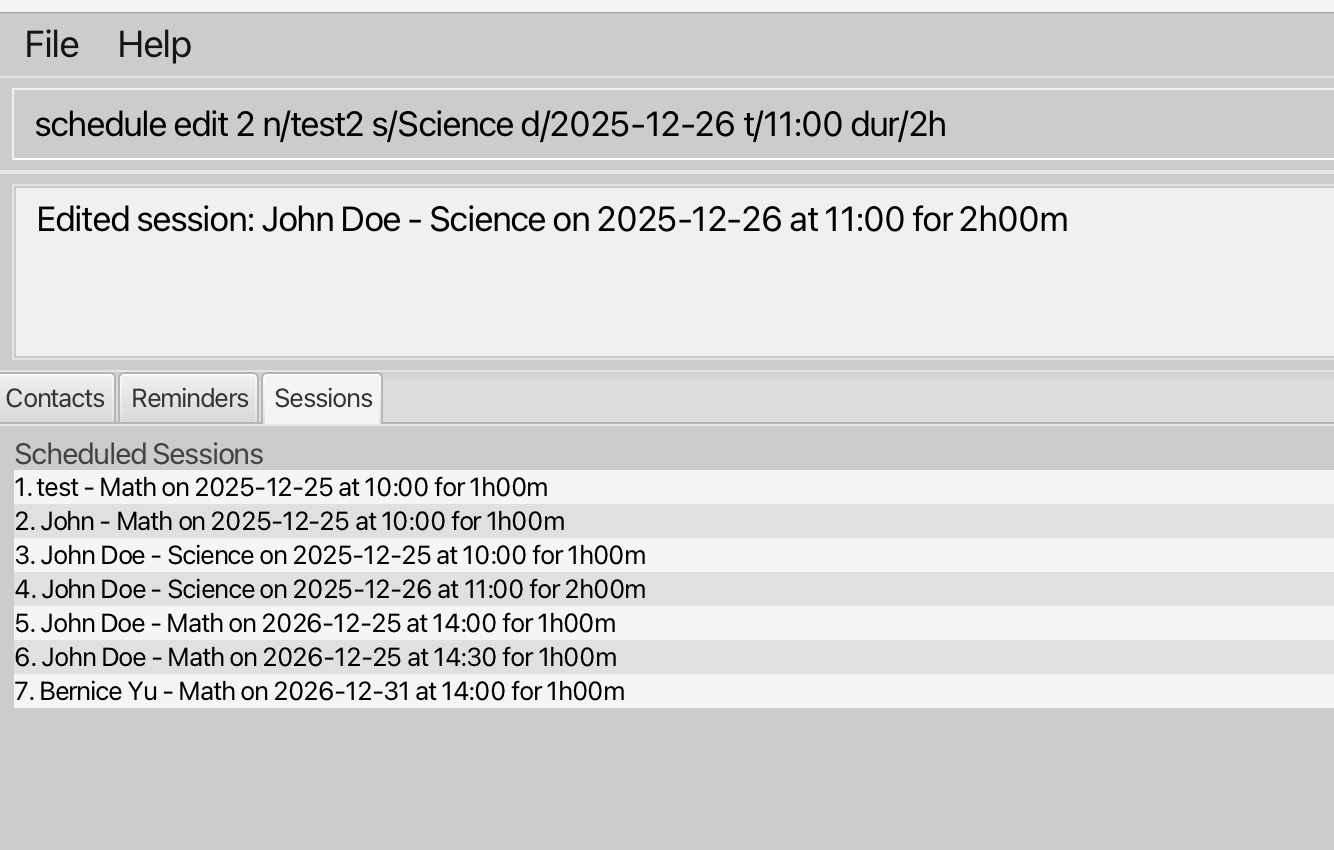 File Help
schedule edit 2 n/test2 s/Science d/2025-12-26 t/11:00 dur/2h
Edited session: John Doe - Science on 2025-12-26 at 11:00 for 2h00m
Contacts Reminders Sessions
Scheduled Sessions
1. test - Math on 2025-12-25 at 10:00 for 1h00m
2. John - Math on 2025-12-25 at 10:00 for 1h00m
3. John Doe - Science on 2025-12-25 at 10:00 for 1h00m
4. John Doe - Science on 2025-12-26 at 11:00 for 2h00m
5. John Doe - Math on 2026-12-25 at 14:00 for 1h00m
6. John Doe - Math on 2026-12-25 at 14:30 for 1h00m
7. Bernice Yu - Math on 2026-12-31 at 14:00 for 1h00m